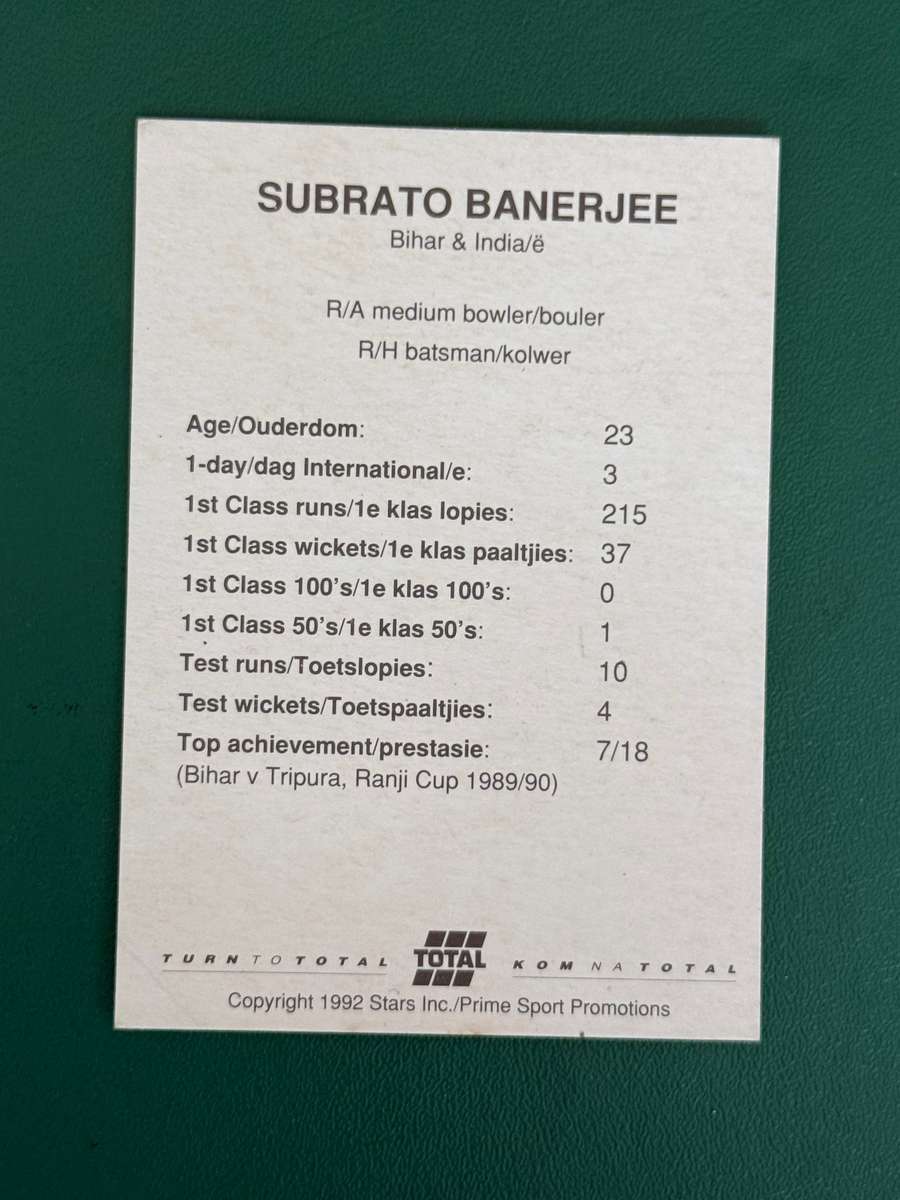 SUBRATO BANERJEE
Bihar & India/ë
R/A medium bowler/bouler
R/H batsman/kolwer
Age/Ouderdom: 23
1-day/dag International/e: 3
1st Class runs/1e klas lopies: 215
1st Class wickets/1e klas paaltjies: 37
1st Class 100's/1e klas 100's: 0
1st Class 50's/1e klas 50's: 1
Test runs/Toetslopies: 10
Test wickets/Toetspaaltjies: 4
Top achievement/prestasie: 7/18
(Bihar v Tripura, Ranji Cup 1989/90)
TURN TO TOTAL TOTAL KOM NA TOTAL
Copyright 1992 Stars Inc./Prime Sport Promotions